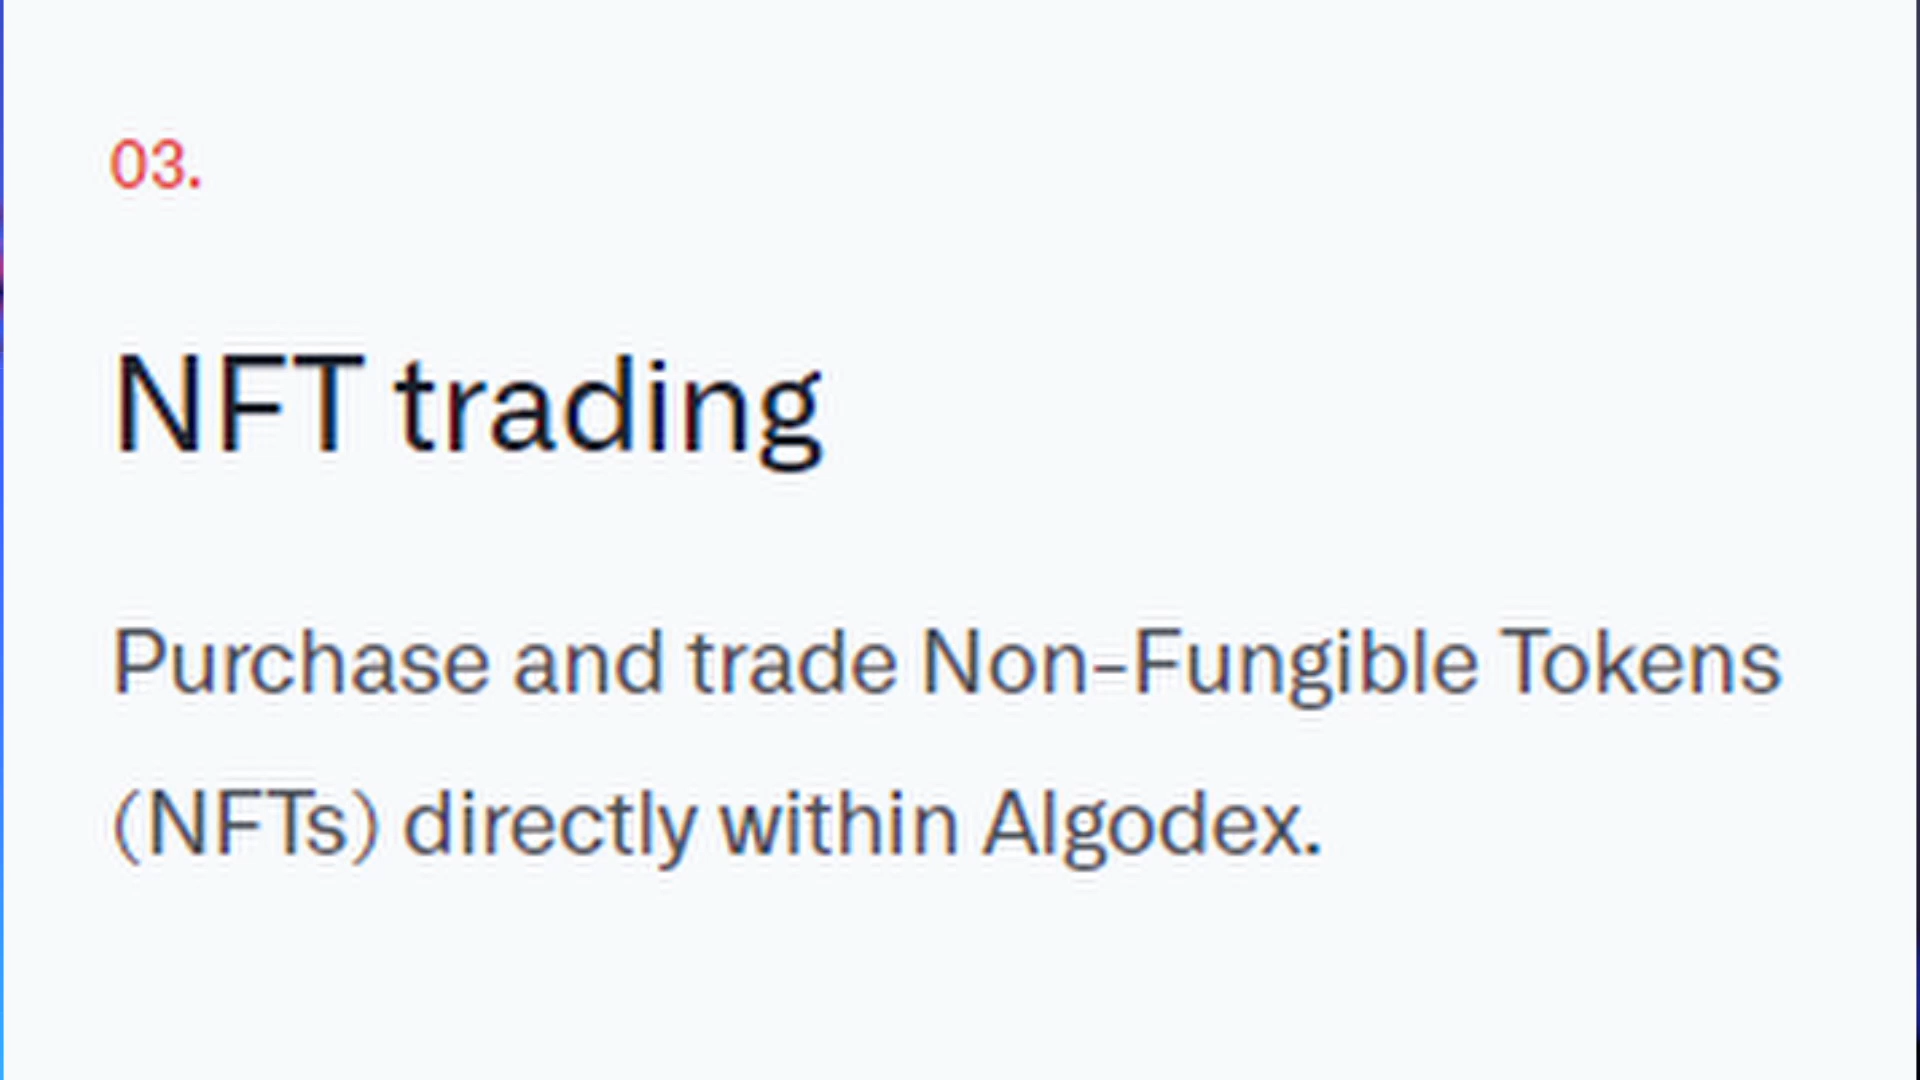 03.
NFT trading
Purchase and trade Non-Fungible Tokens
(NFTs) directly within Algodex.